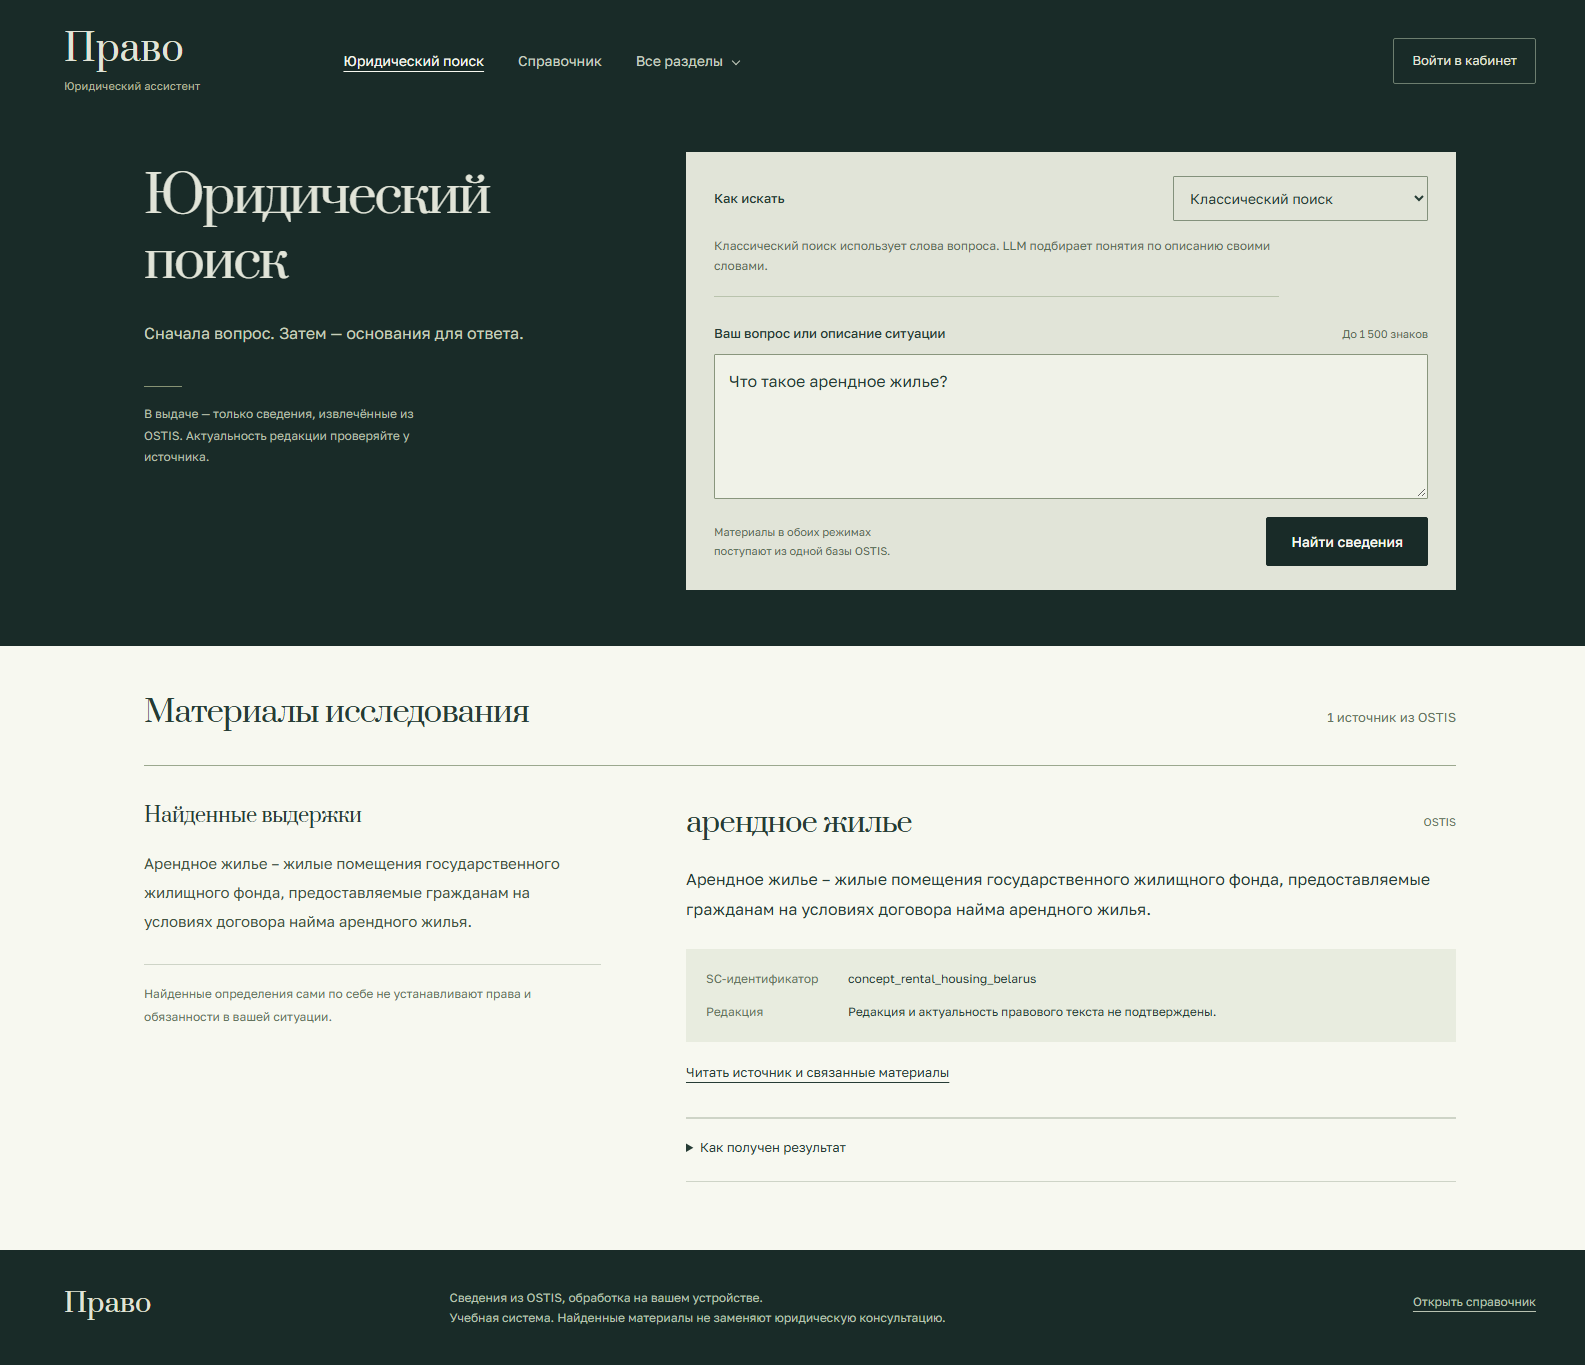 Право
Юридический ассистент
Юридический поиск
Справочник
Все разделы
Войти в кабинет
Юридический
поиск
Сначала вопрос. Затем — основания для ответа.
В выдаче — только сведения, извлечённые из
OSTIS. Актуальность редакции проверяйте у
источника.
Как искать
Классический поиск
Классический поиск использует слова вопроса. LLM подбирает понятия по описанию своими
словами.
Ваш вопрос или описание ситуации
До 1 500 знаков
Что такое арендное жилье?
Материалы в обоих режимах
поступают из одной базы OSTIS.
Найти сведения
Материалы исследования
1 источник из OSTIS
Найденные выдержки
Арендное жилье – жилые помещения государственного
жилищного фонда, предоставляемые гражданам на
условиях договора найма арендного жилья.
Найденные определения сами по себе не устанавливают права и
обязанности в вашей ситуации.
арендное жилье
OSTIS
Арендное жилье – жилые помещения государственного жилищного фонда, предоставляемые
гражданам на условиях договора найма арендного жилья.
SC-идентификатор
concept_rental_housing_belarus
Редакция
Редакция и актуальность правового текста не подтверждены.
Читать источник и связанные материалы
Как получен результат
Право
Сведения из OSTIS, обработка на вашем устройстве.
Учебная система. Найденные материалы не заменяют юридическую консультацию.
Открыть справочник